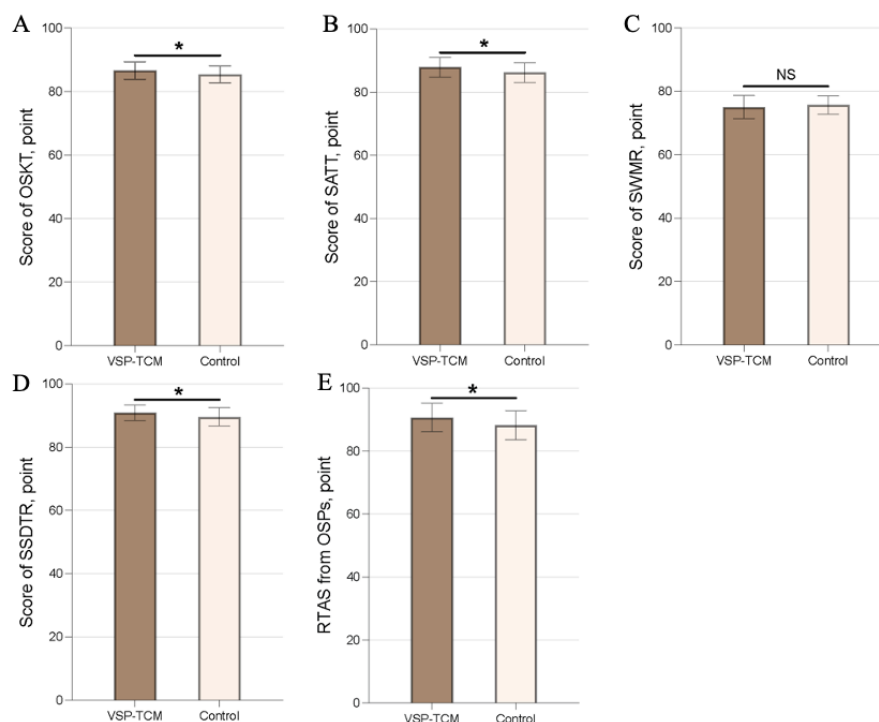 A
Score of OSKT, point
100
80
60
40
20
0
*
VSP-TCM Control
B
Score of SATT, point
100
80
60
40
20
0
*
VSP-TCM Control
C
Score of SWMR, point
100
80
60
40
20
0
NS
VSP-TCM Control
D
Score of SSDTR, point
100
80
60
40
20
0
*
VSP-TCM Control
E
RTAS from OSPs, point
100
80
60
40
20
0
*
VSP-TCM Control